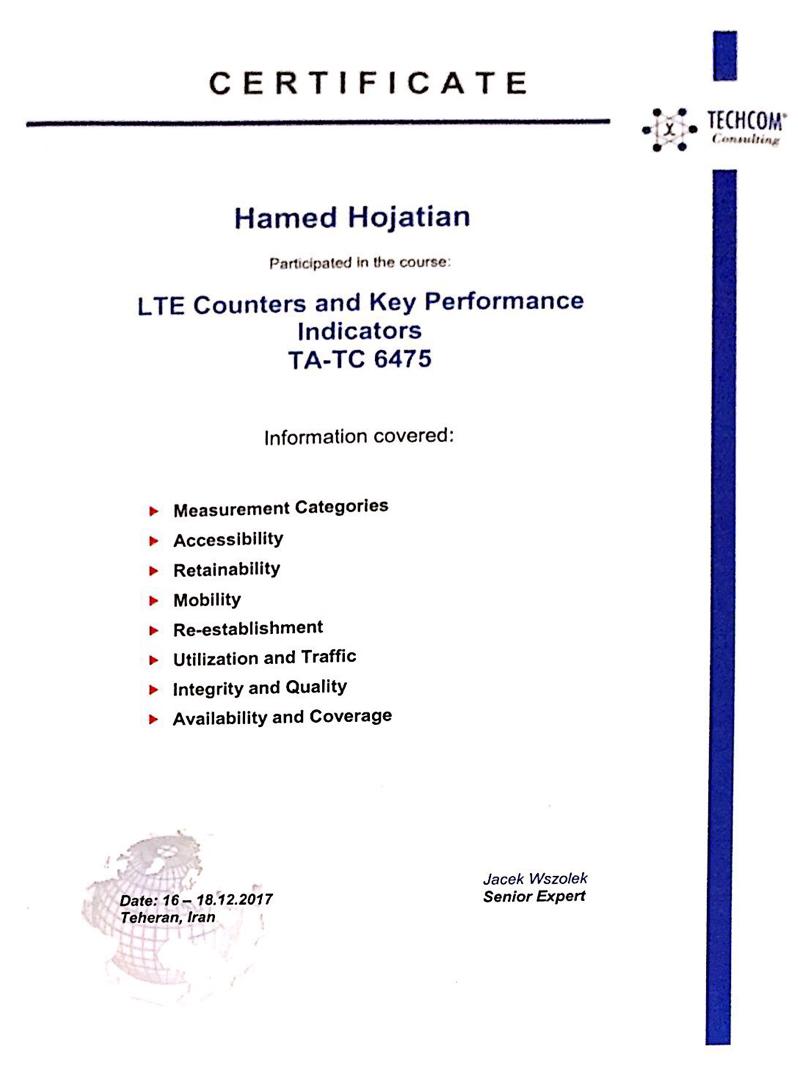 CERTIFICATE
TECHCOM®
Consulting
Hamed Hojatian
Participated in the course:
LTE Counters and Key Performance
Indicators
TA-TC 6475
Information covered:
Measurement Categories
Accessibility
Retainability
Mobility
Re-establishment
Utilization and Traffic
Integrity and Quality
Availability and Coverage
Date: 16 – 18.12.2017
Teheran, Iran
Jacek Wszolek
Senior Expert